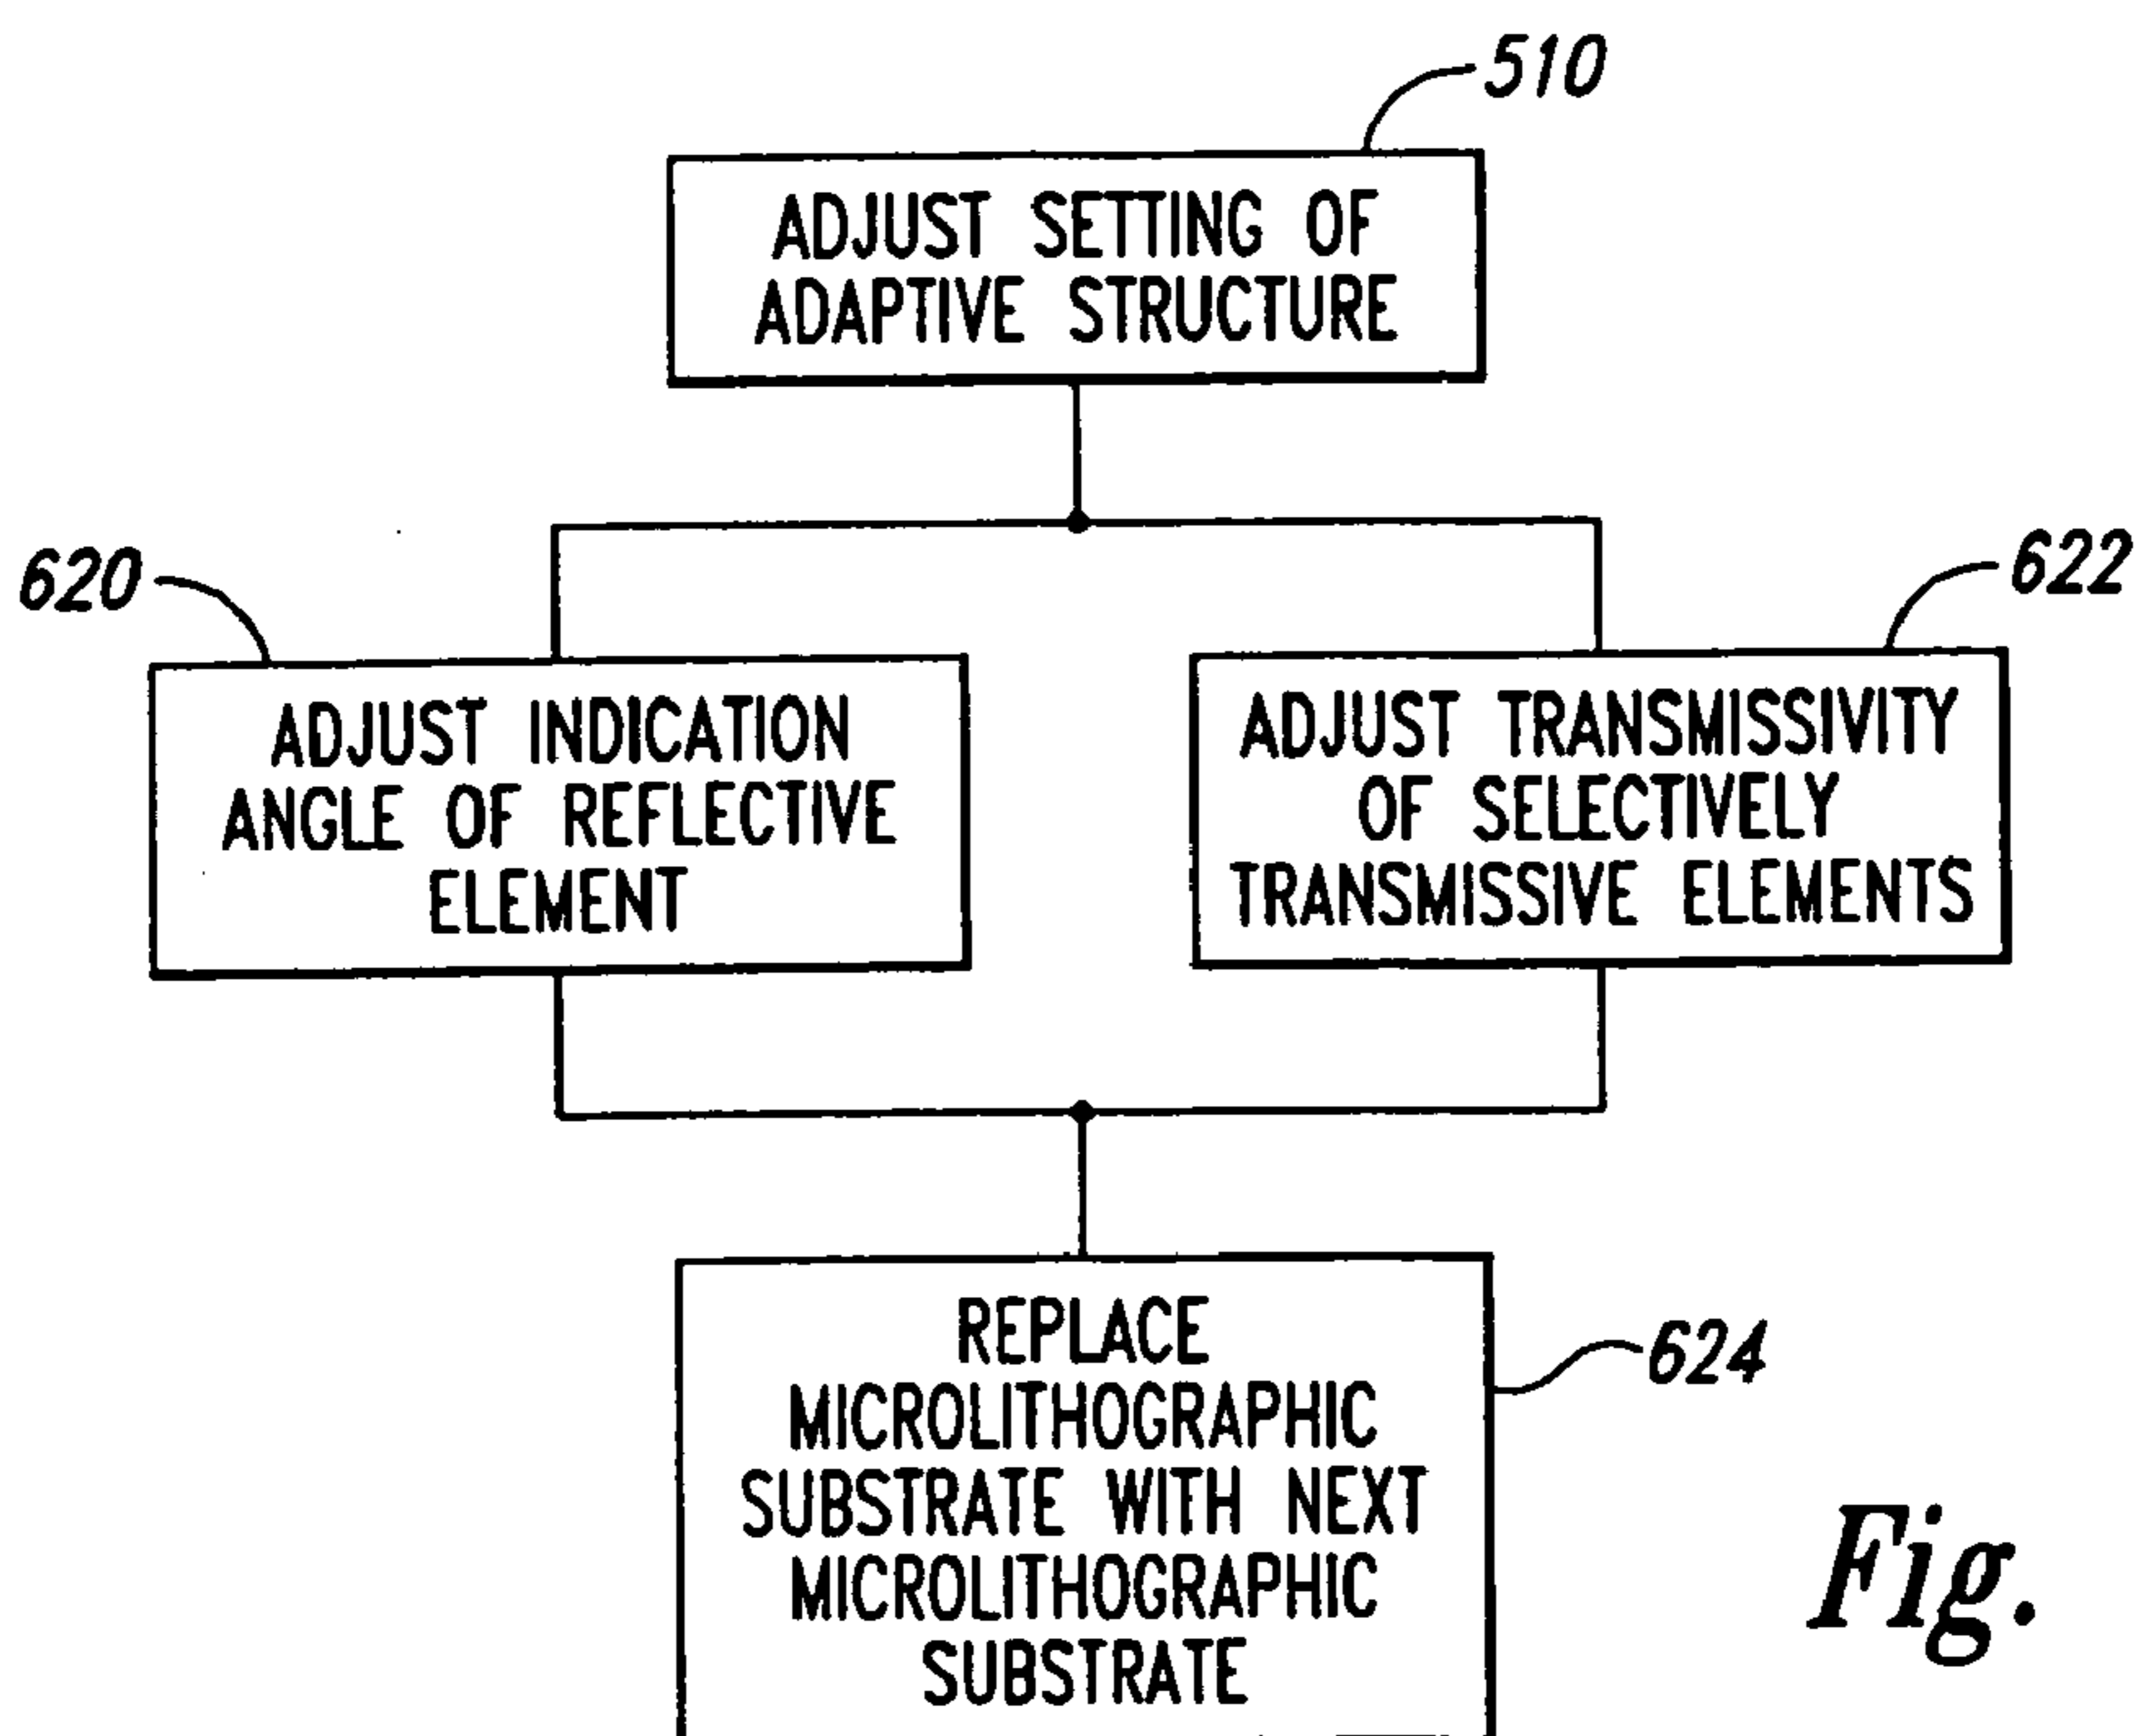 510
ADJUST SETTING OF
ADAPTIVE STRUCTURE
620
622
ADJUST INDICATION
ANGLE OF REFLECTIVE
ELEMENT
ADJUST TRANSMISSIVITY
OF SELECTIVELY
TRANSMISSIVE ELEMENTS
REPLACE
MICROLITHOGRAPHIC
SUBSTRATE WITH NEXT
MICROLITHOGRAPHIC
SUBSTRATE
624
Fig.